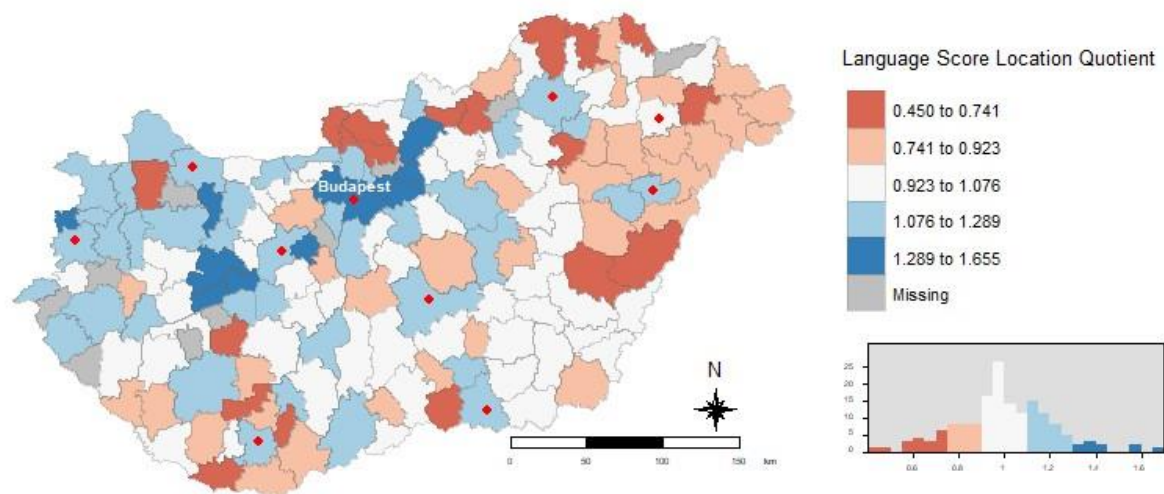 Language Score Location Quotient
0.450 to 0.741
0.741 to 0.923
0.923 to 1.076
1.076 to 1.289
1.289 to 1.655
Missing
Budapest
N
0 50 100 150 km
25
20
15
10
5
0
0.6 0.8 1 1.2 1.4 1.6